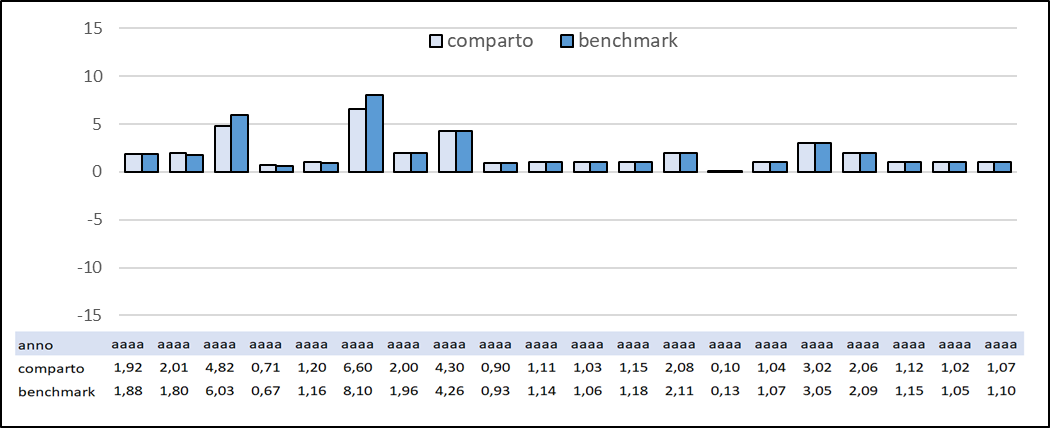 15
comparto benchmark
10
5
0
-5
-10
-15
anno aaaa aaaa aaaa aaaa aaaa aaaa aaaa aaaa aaaa aaaa aaaa aaaa aaaa aaaa aaaa aaaa aaaa aaaa aaaa aaaa
comparto 1,92 2,01 4,82 0,71 1,20 6,60 2,00 4,30 0,90 1,11 1,03 1,15 2,08 0,10 1,04 3,02 2,06 1,12 1,02 1,07
benchmark 1,88 1,80 6,03 0,67 1,16 8,10 1,96 4,26 0,93 1,14 1,06 1,18 2,11 0,13 1,07 3,05 2,09 1,15 1,05 1,10